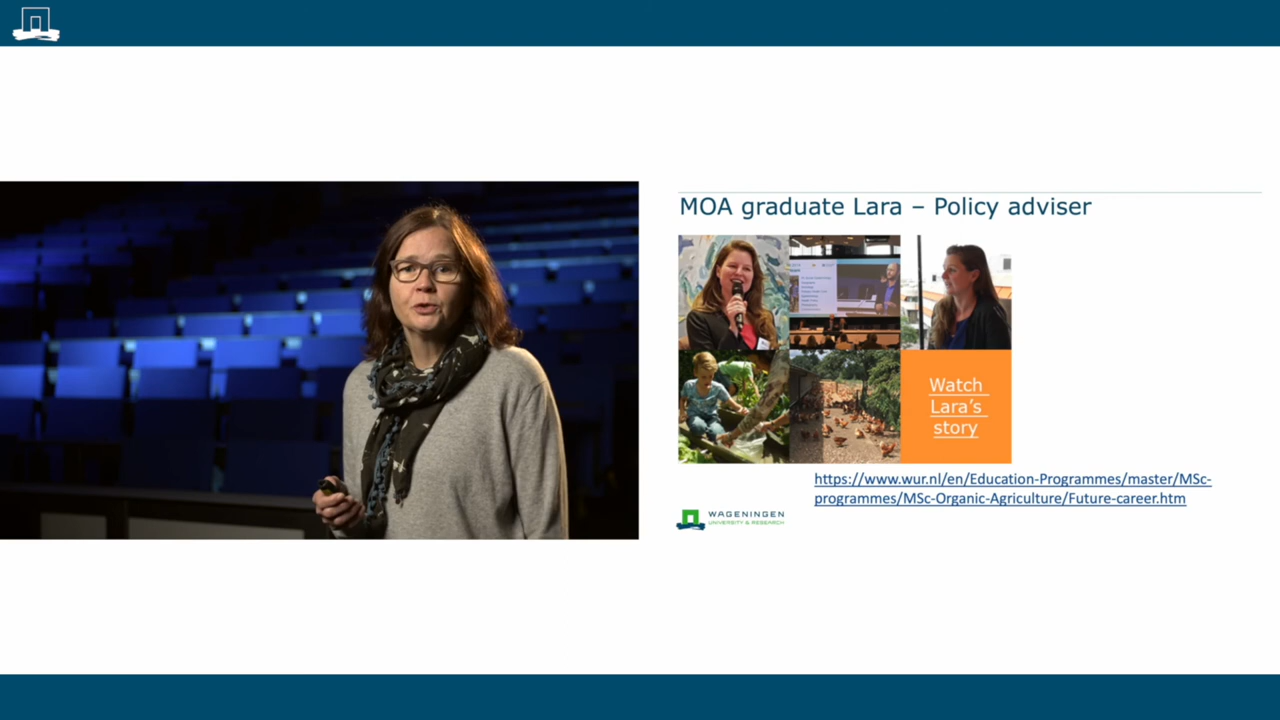 MOA graduate Lara – Policy adviser
Watch
Lara's
story
https://www.wur.nl/en/Education-Programmes/master/MSc-
programmes/MSc-Organic-Agriculture/Future-career.htm
WAGENINGEN
UNIVERSITY & RESEARCH